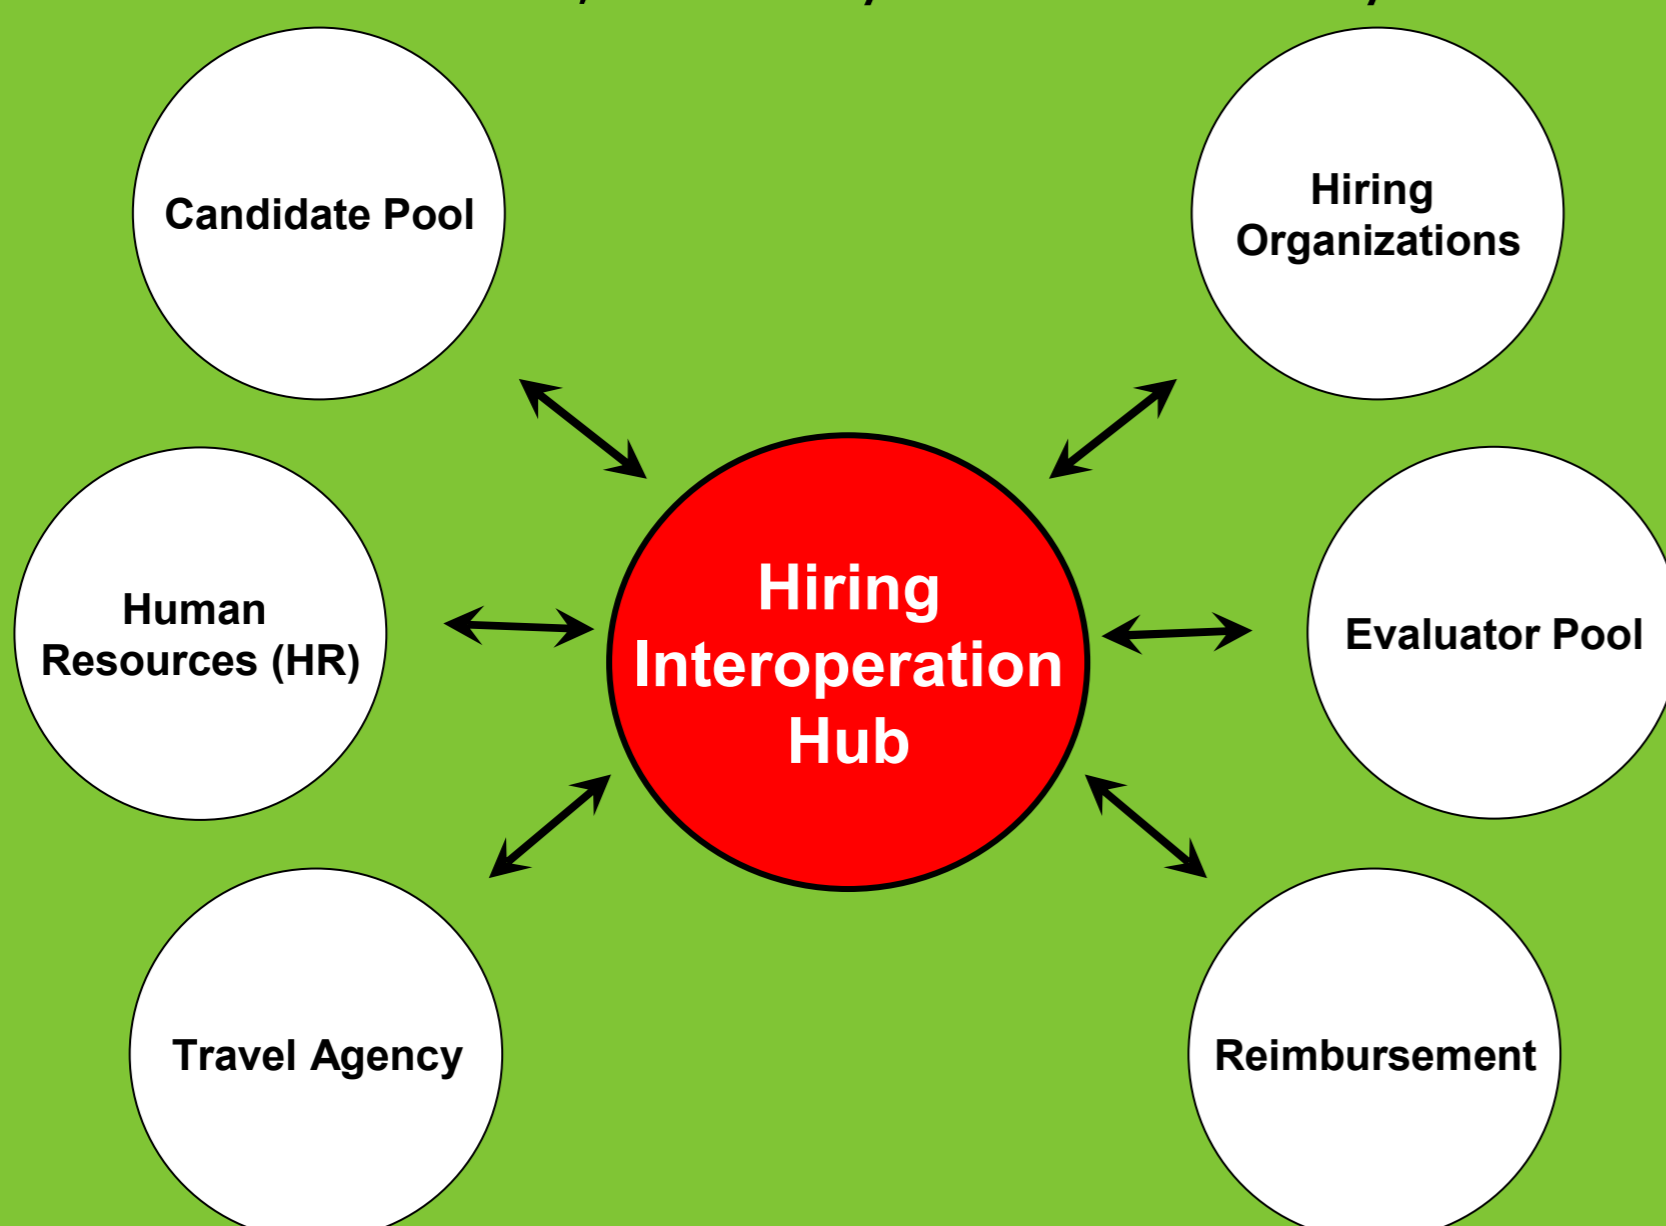 Candidate Pool
Hiring
Organizations
Human
Resources (HR)
Hiring
Interoperation
Hub
Evaluator Pool
Travel Agency
Reimbursement